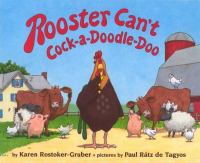 Rooster Can't
Cock-a-Doodle-Doo
by Karen Rostoker-Gruber • pictures by Paul Rátz de Tagyos